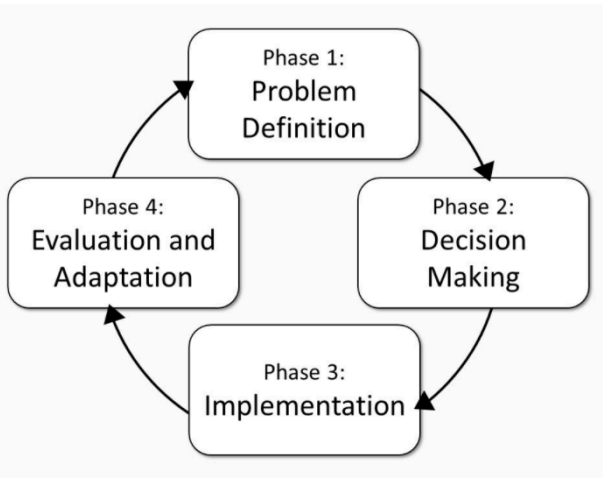 Phase 1:
Problem
Definition
Phase 2:
Decision
Making
Phase 3:
Implementation
Phase 4:
Evaluation and
Adaptation